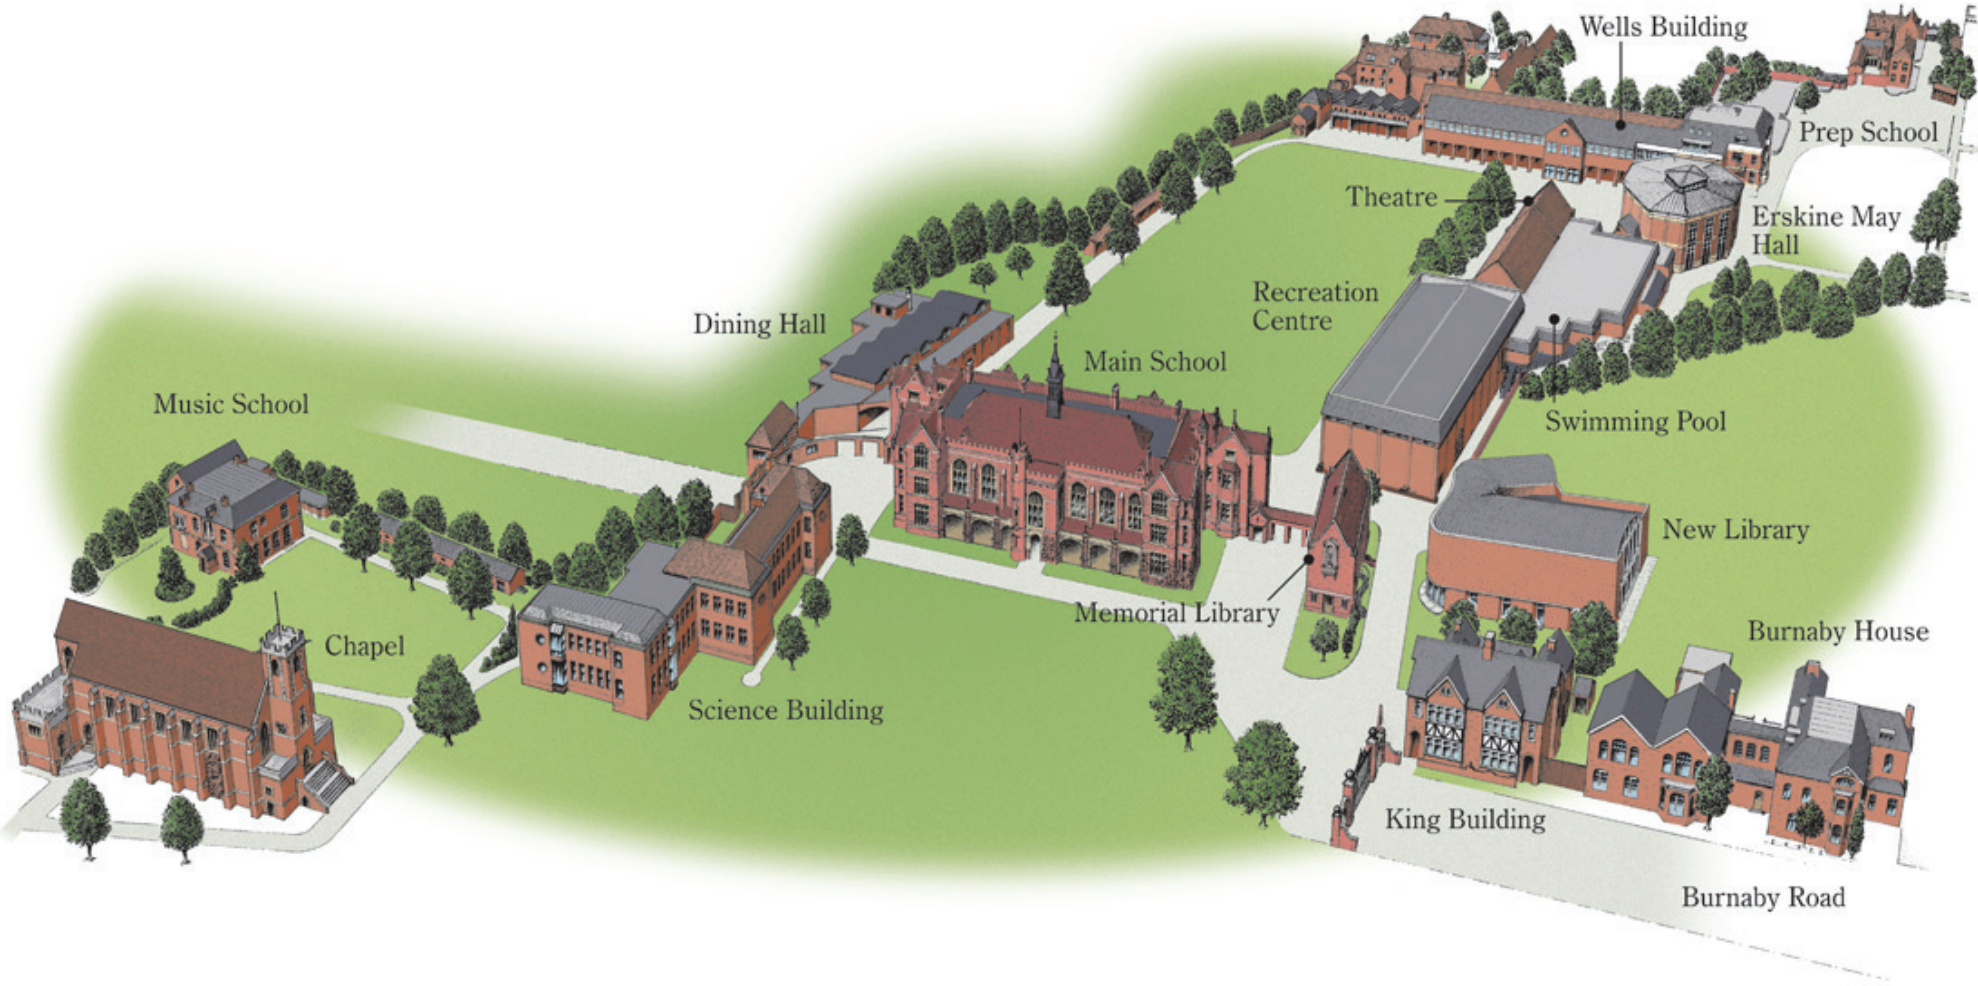 Wells Building
Prep School
Theatre
Erskine May
Hall
Recreation
Centre
Dining Hall
Main School
Music School
Swimming Pool
New Library
Memorial Library
Burnaby House
Chapel
Science Building
King Building
Burnaby Road